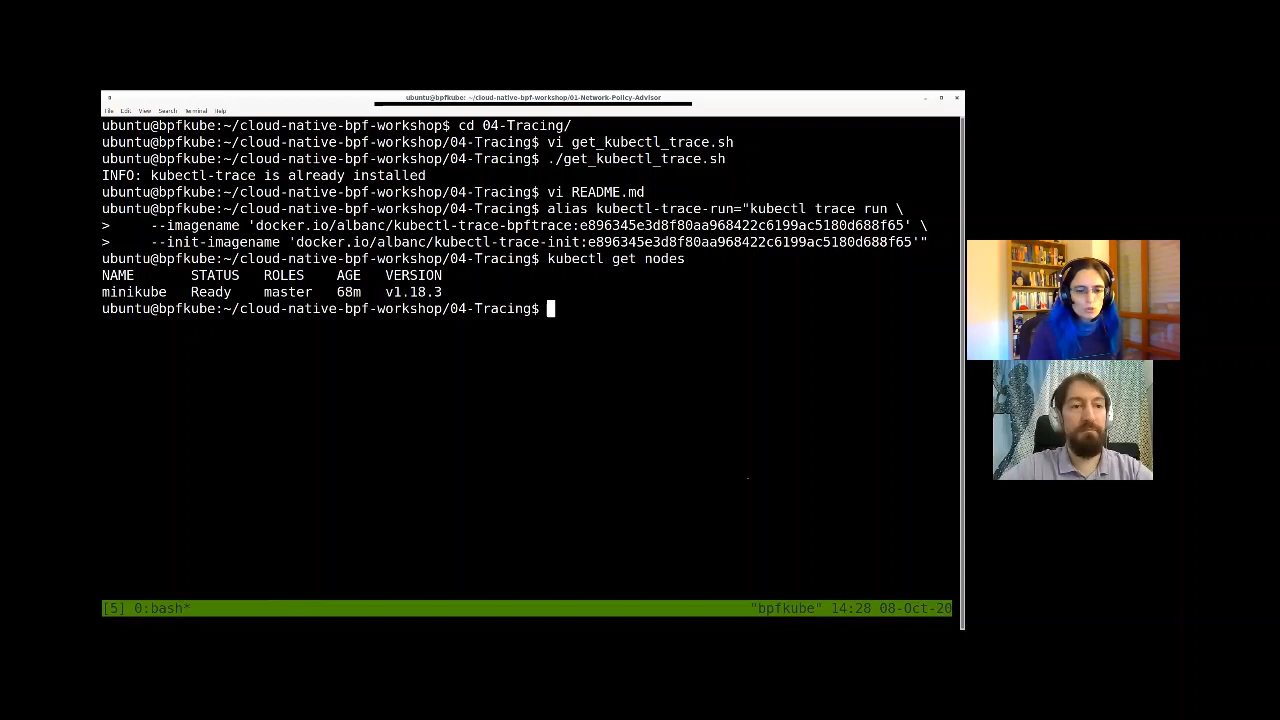 ubuntu@bpfkube: ~/cloud-native-bpf-workshop/01-Network-Policy-Advisor
File Edit View Search Terminal Help
ubuntu@bpfkube:~/cloud-native-bpf-workshop$ cd 04-Tracing/
ubuntu@bpfkube:~/cloud-native-bpf-workshop/04-Tracing$ vi get_kubectl_trace.sh
ubuntu@bpfkube:~/cloud-native-bpf-workshop/04-Tracing$ ./get_kubectl_trace.sh
INFO: kubectl-trace is already installed
ubuntu@bpfkube:~/cloud-native-bpf-workshop/04-Tracing$ vi README.md
ubuntu@bpfkube:~/cloud-native-bpf-workshop/04-Tracing$ alias kubectl-trace-run="kubectl trace run \
>     --imagename 'docker.io/albanc/kubectl-trace-bpftrace:e896345e3d8f80aa968422c6199ac5180d688f65' \
>     --init-imagename 'docker.io/albanc/kubectl-trace-init:e896345e3d8f80aa968422c6199ac5180d688f65'"
ubuntu@bpfkube:~/cloud-native-bpf-workshop/04-Tracing$ kubectl get nodes
NAME       STATUS   ROLES    AGE   VERSION
minikube   Ready    master   68m   v1.18.3
ubuntu@bpfkube:~/cloud-native-bpf-workshop/04-Tracing$
[5] 0:bash* "bpfkube" 14:28 08-Oct-20